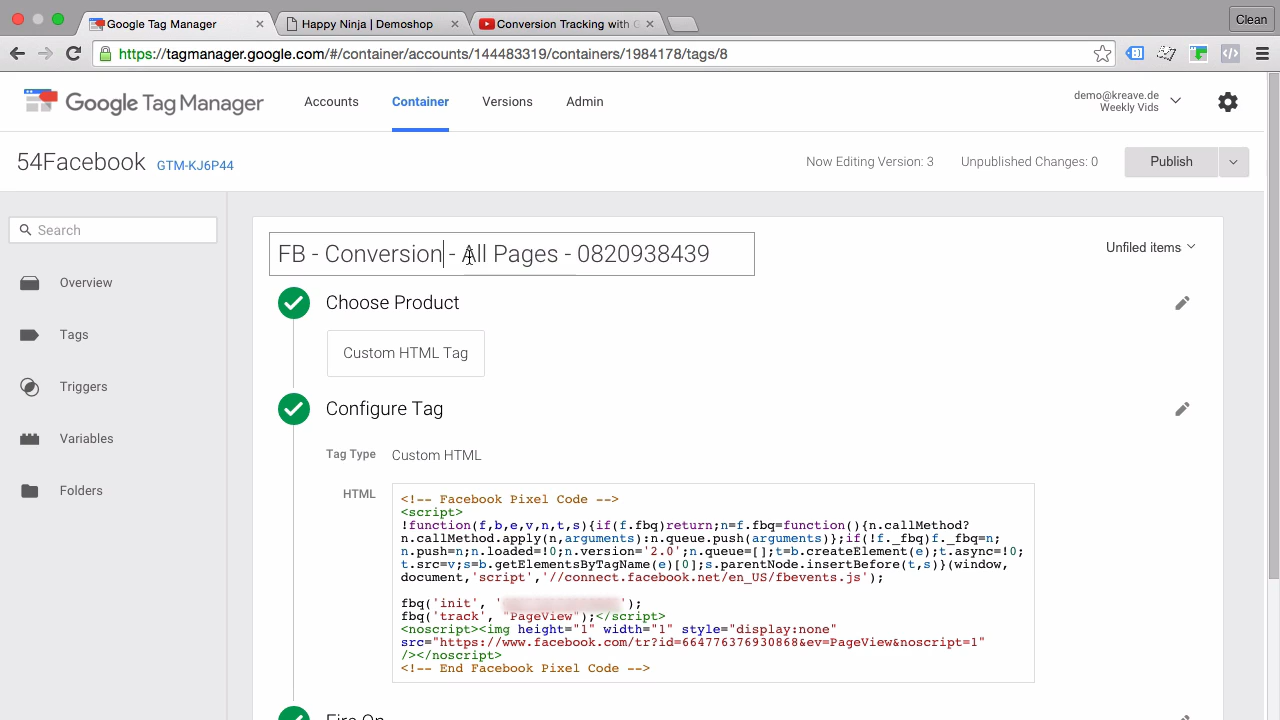 Google Tag Manager
Happy Ninja | Demoshop
Conversion Tracking with G
Clean
https://tagmanager.google.com/#/container/accounts/144483319/containers/1984178/tags/8
Google Tag Manager
Accounts
Container
Versions
Admin
demo@kreave.de
Weekly Vids
54Facebook
GTM-KJ6P44
Now Editing Version: 3
Unpublished Changes: 0
Publish
Search
Overview
Tags
Triggers
Variables
Folders
FB - Conversion - All Pages - 0820938439
Unfiled items
Choose Product
Custom HTML Tag
Configure Tag
Tag Type
Custom HTML
HTML
<!-- Facebook Pixel Code -->
<script>
!function(f,b,e,v,n,t,s){if(f.fbq)return;n=f.fbq=function(){n.callMethod?
n.callMethod.apply(n,arguments):n.queue.push(arguments)};if(!f._fbq)f._fbq=n;
n.push=n;n.loaded=!0;n.version='2.0';n.queue=[];t=b.createElement(e);t.async=!0;
t.src=v;s=b.getElementsByTagName(e)[0];s.parentNode.insertBefore(t,s)}(window,
document,'script','//connect.facebook.net/en_US/fbevents.js');
fbq('init', '');
fbq('track', "PageView");</script>
<noscript><img height="1" width="1" style="display:none"
src="https://www.facebook.com/tr?id=664776376930868&ev=PageView&noscript=1"
/></noscript>
<!-- End Facebook Pixel Code -->
Fire On